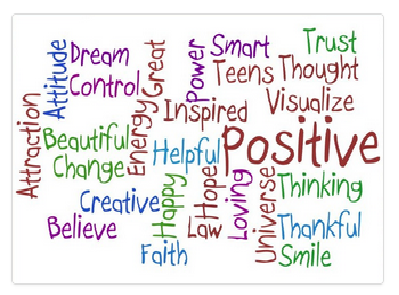 Attraction
Attitude
Dream
Control
Great
Energy
Power
Smart
Teens
Trust
Thought
Visualize
Inspired
Beautiful
Change
Helpful
Positive
Creative
Believe
Happy
Faith
Law
Hope
Loving
Universe
Thinking
Thankful
Smile